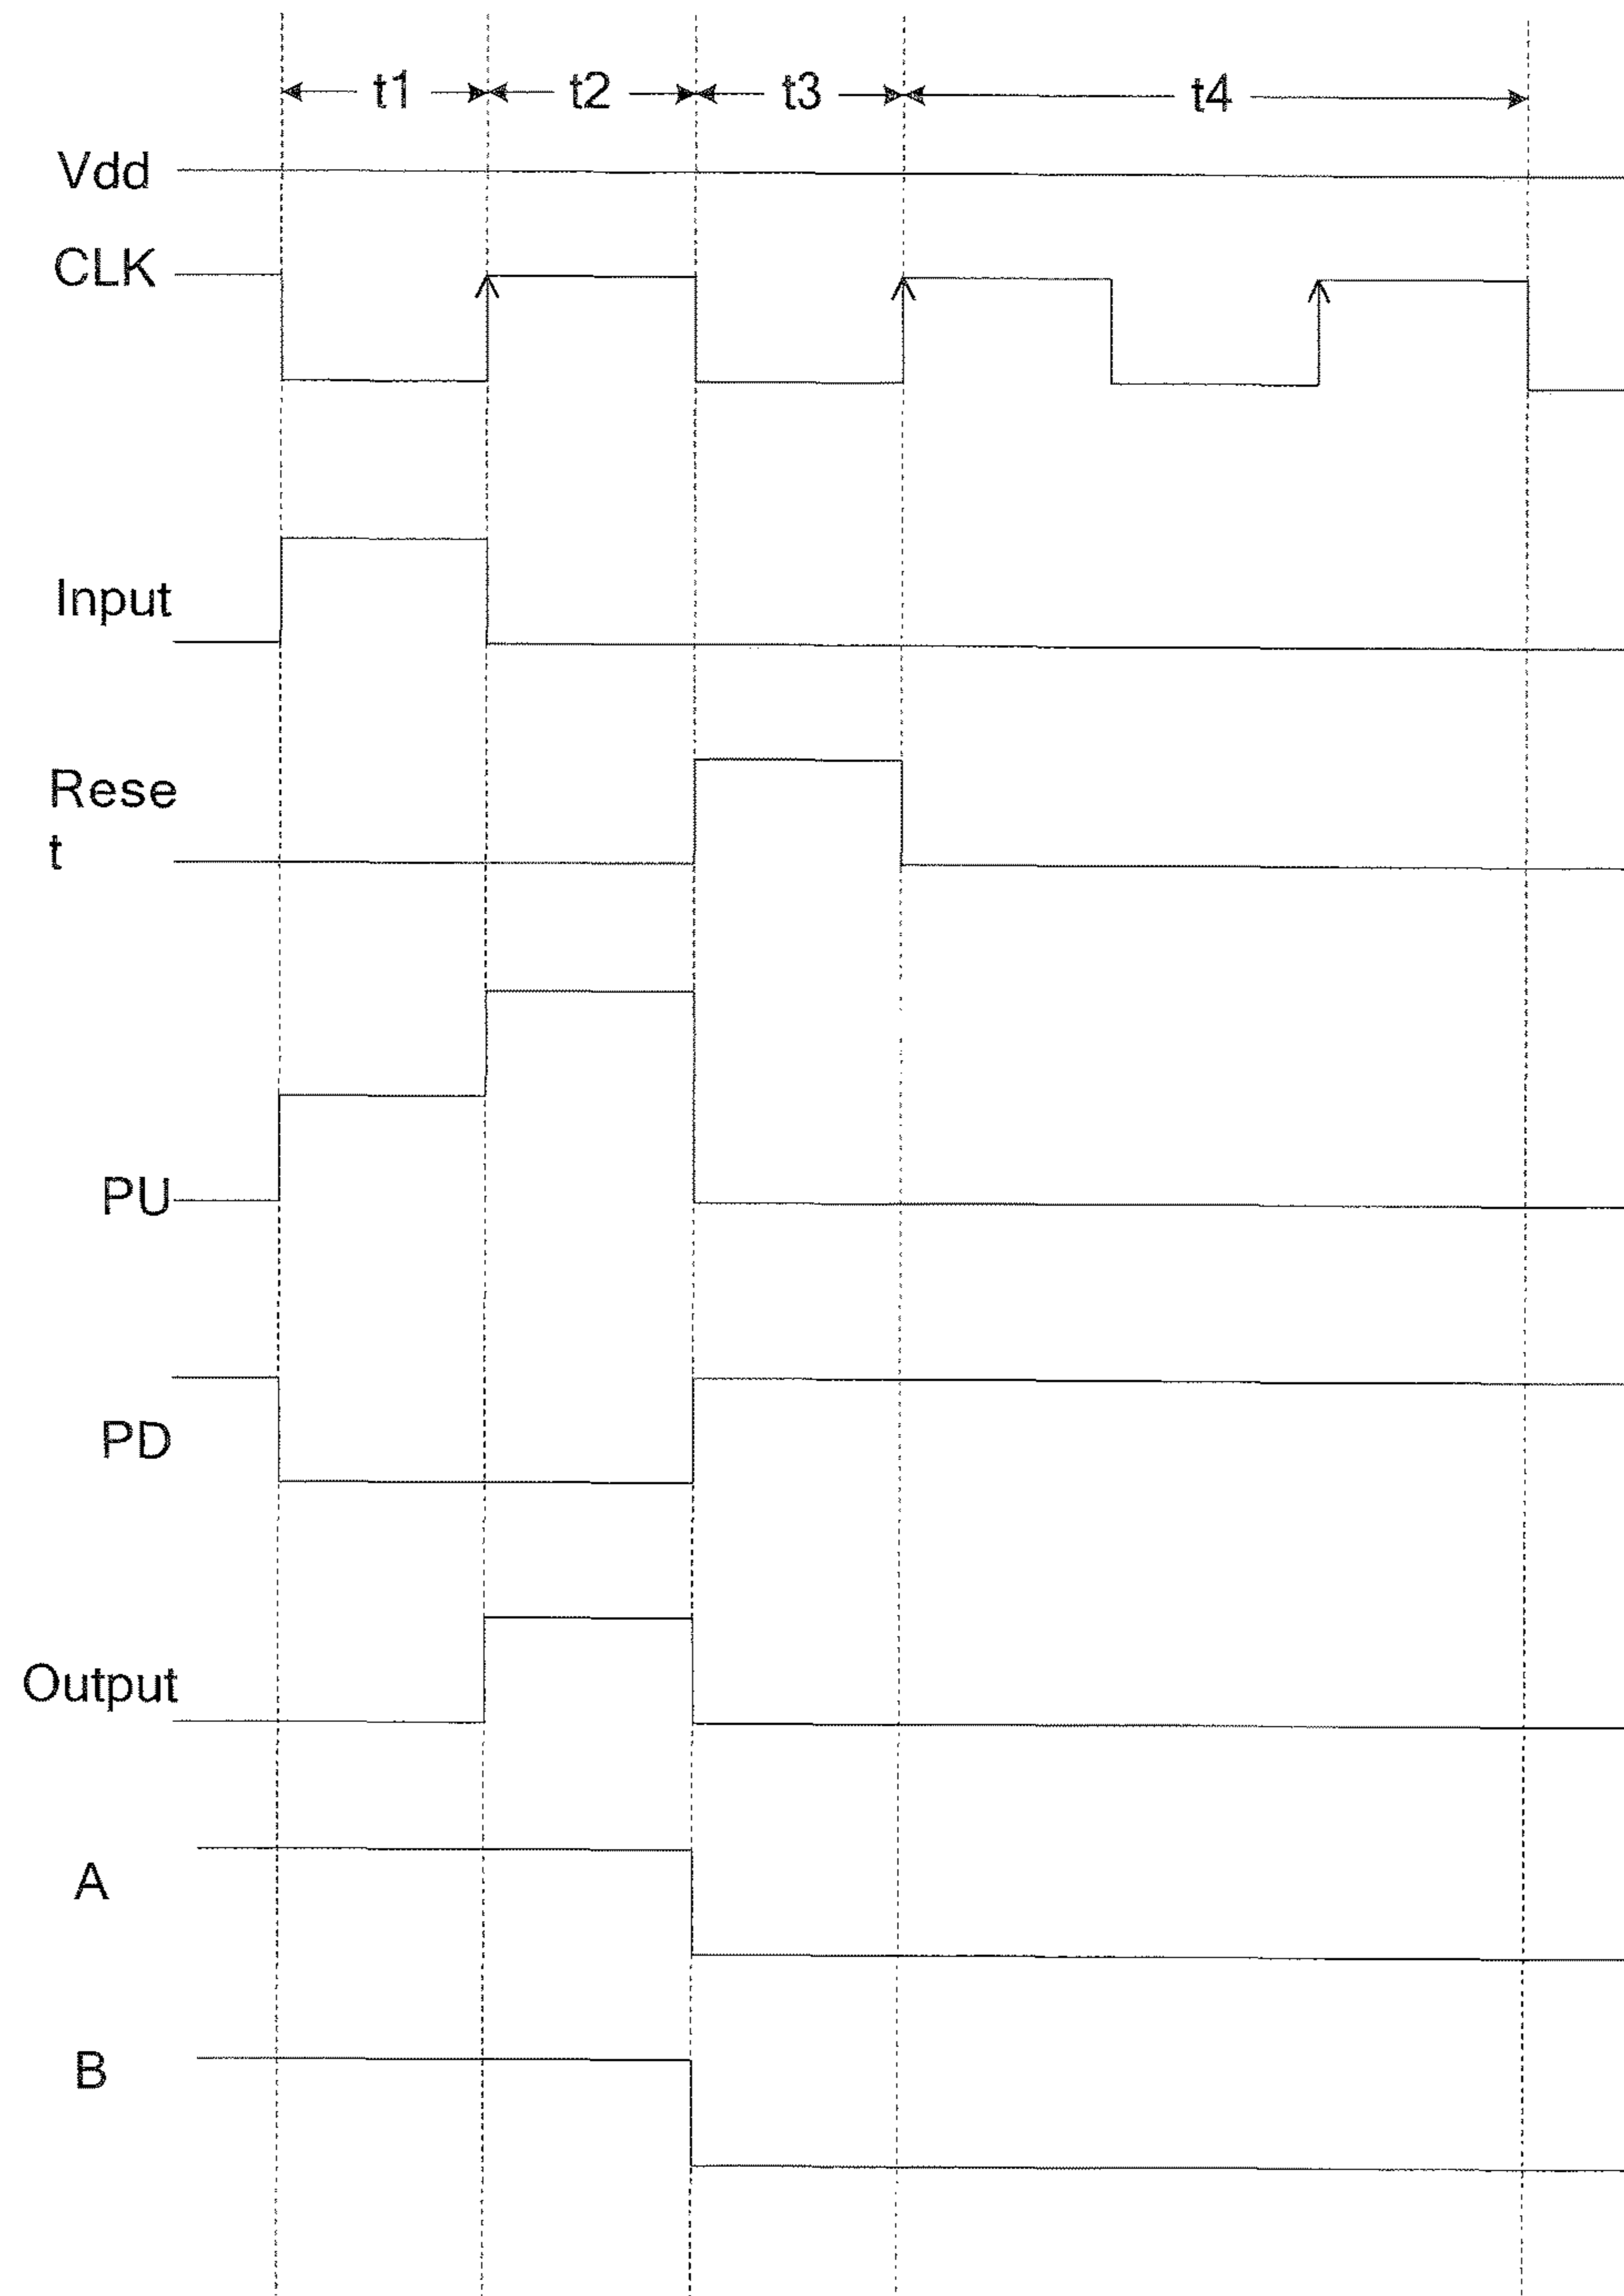 t1 t2 t3 t4
Vdd
CLK
Input
Rese
t
PU
PD
Output
A
B